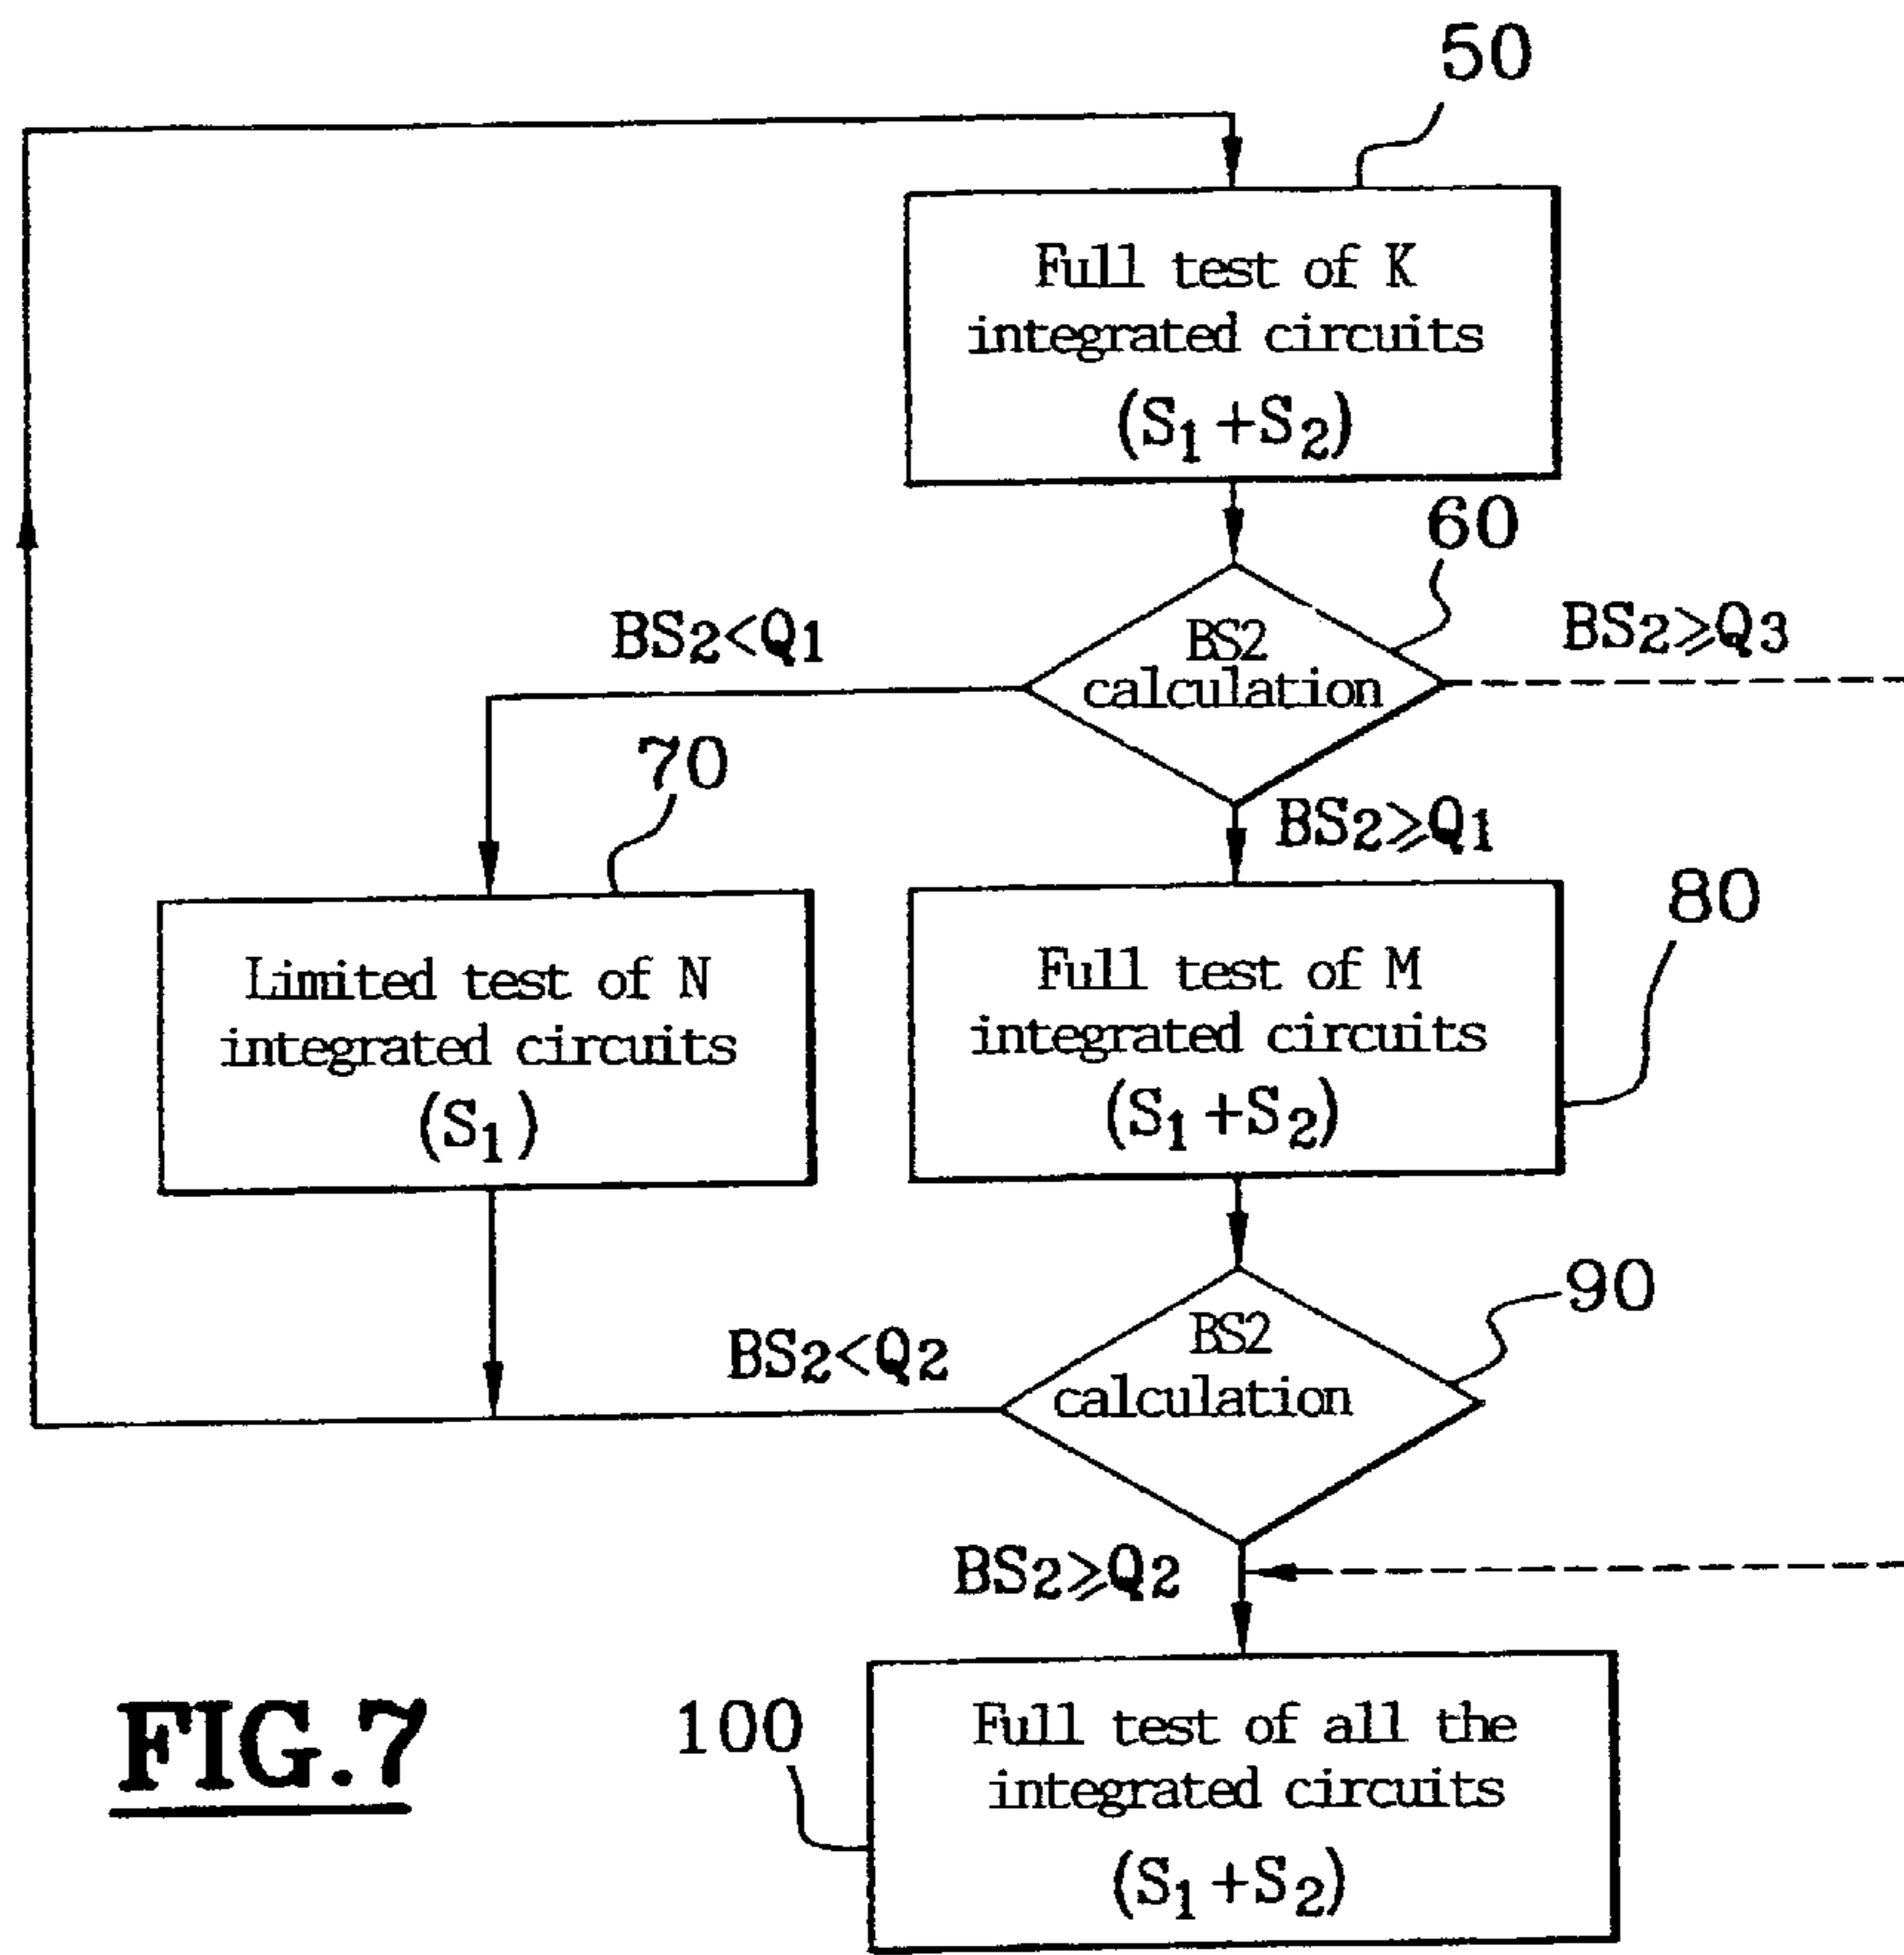 50
Full test of K
integrated circuits
(S1+S2)
60
BS2<Q1
BS2
calculation
BS2⩾Q3
70
BS2⩾Q1
80
Limited test of N
integrated circuits
(S1)
Full test of M
integrated circuits
(S1+S2)
90
BS2<Q2
BS2
calculation
BS2⩾Q2
FIG.7
100
Full test of all the
integrated circuits
(S1+S2)